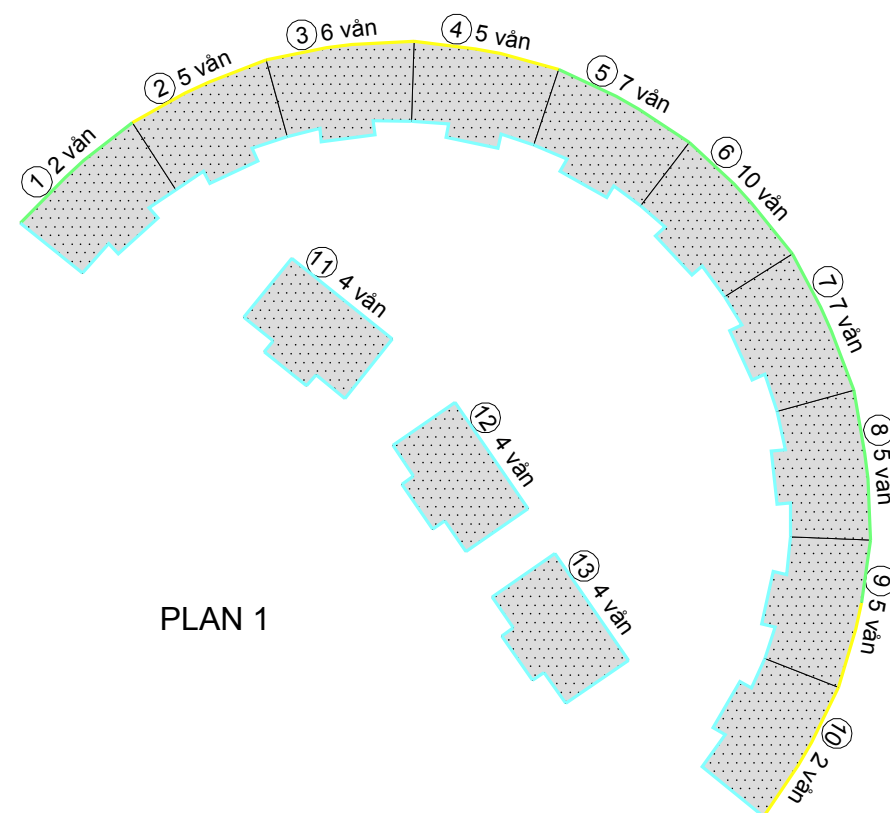 ① 2 vån
② 5 vån
③ 6 vån
④ 5 vån
⑤ 7 vån
⑥ 10 vån
⑦ 7 vån
⑧ 5 vån
⑨ 5 vån
⑩ 2 vån
⑪ 4 vån
⑫ 4 vån
⑬ 4 vån
PLAN 1